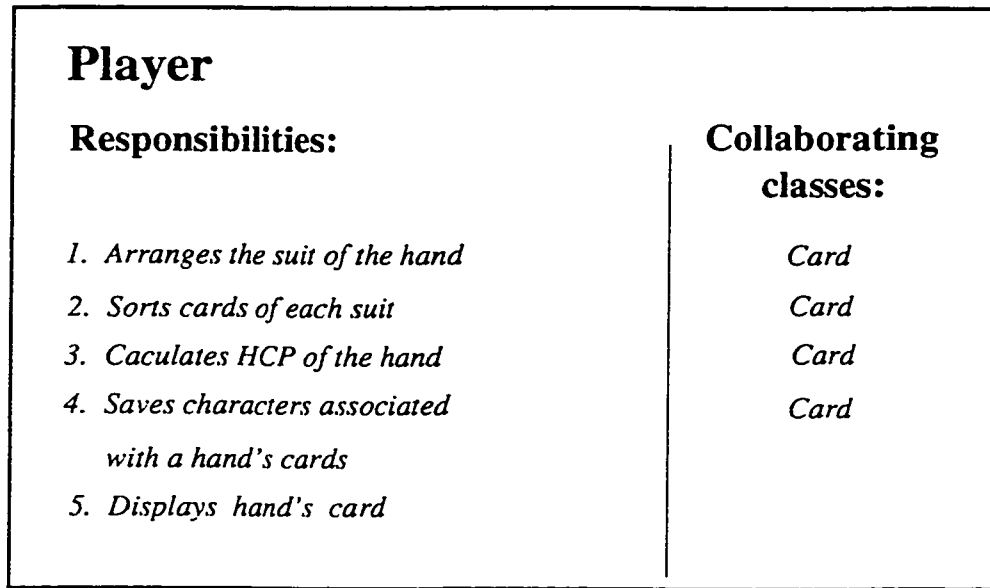 Player
Responsibilities:
Collaborating
classes:
1. Arranges the suit of the hand
Card
2. Sorts cards of each suit
Card
3. Caculates HCP of the hand
Card
4. Saves characters associated
Card
with a hand's cards
5. Displays hand's card